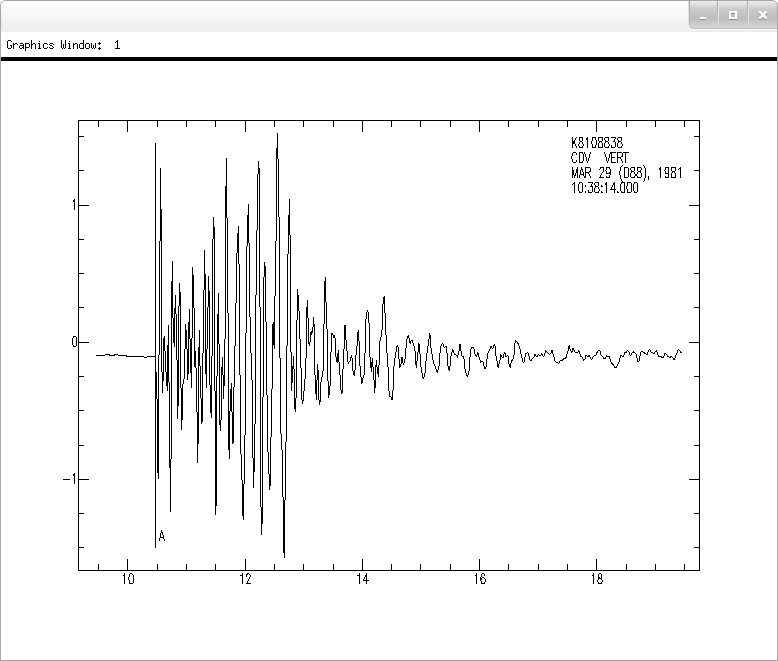 Graphics Window: 1
K8108838
CDV VERT
MAR 29 (088), 1981
10:38:14.000
1
0
-1
A
10 12 14 16 18